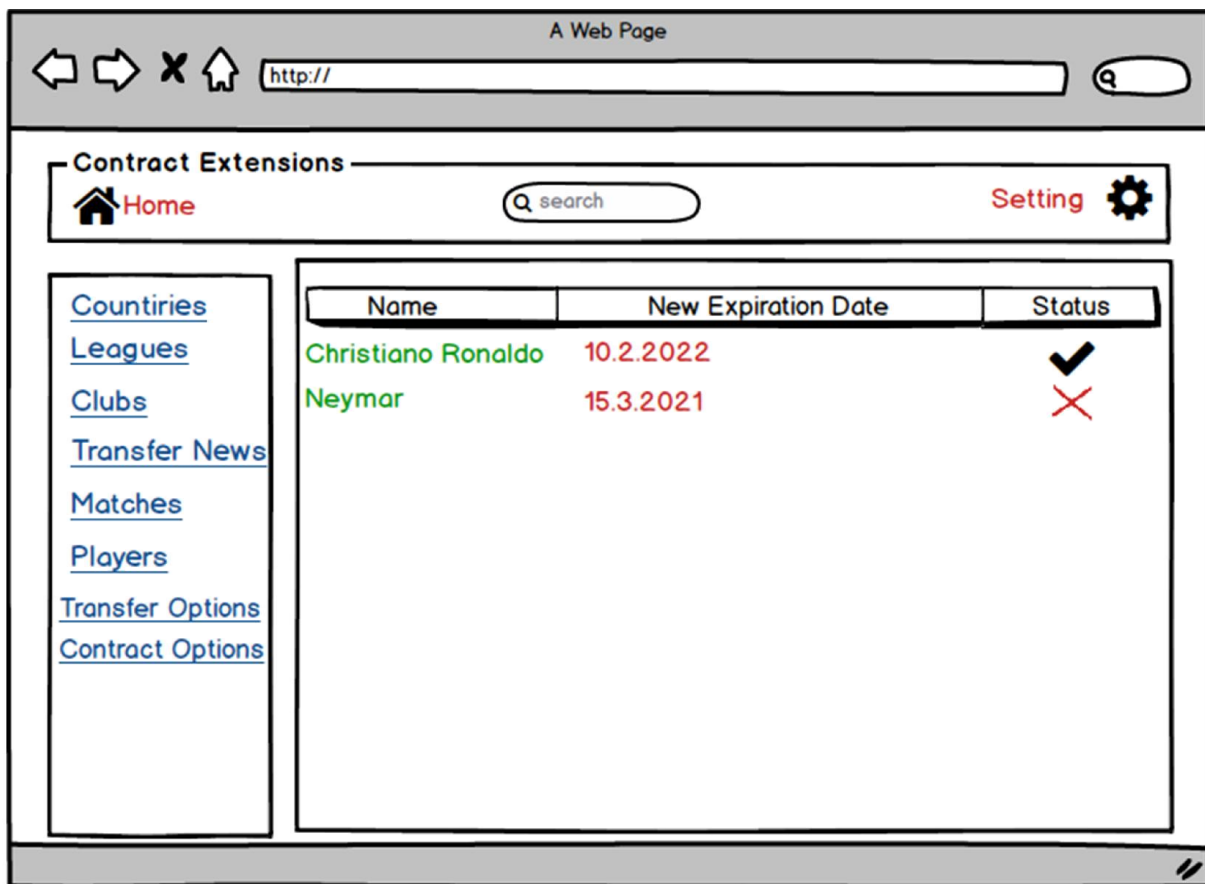 A Web Page
http://
Contract Extensions
Home
search
Setting
Countiries
Leagues
Clubs
Transfer News
Matches
Players
Transfer Options
Contract Options
Name New Expiration Date Status
Christiano Ronaldo 10.2.2022
Neymar 15.3.2021